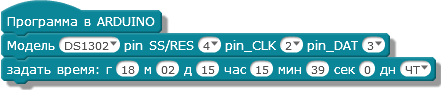 Программа в ARDUINO
Модель DS1302 pin SS/RES 4 pin_CLK 2 pin_DAT 3
задать время: г 18 м 02 д 15 час 15 мин 39 сек 0 дн ЧТ